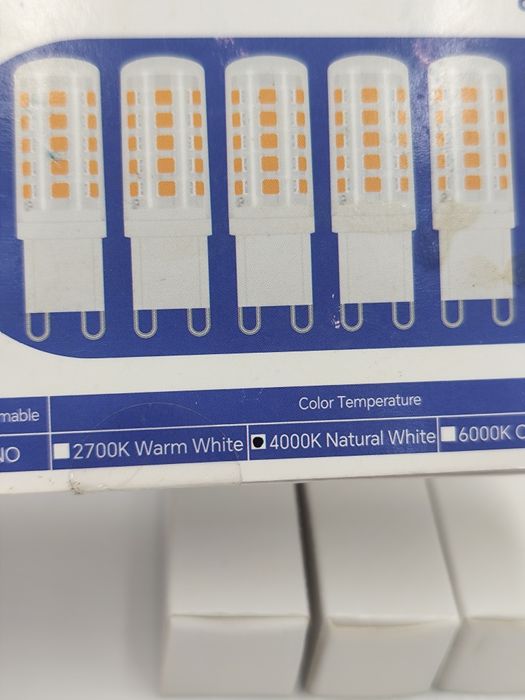 mable
Color Temperature
NO
2700K Warm White
4000K Natural White
6000K